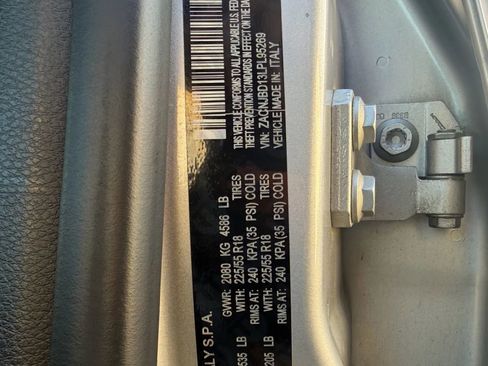 LLY S.P.A.
GVWR: 2080 KG 4586 LB
535 LB WITH: 225/55 R18 TIRES
RIMS AT: 240 KPA(35 PSI) COLD
205 LB WITH: 225/55 R18 TIRES
RIMS AT: 240 KPA(35 PSI) COLD
THIS VEHICLE CONFORMS TO ALL APPLICABLE U.S. FED
THEFT PREVENTION STANDARDS IN EFFECT ON THE DA
VIN: ZACNJBD13LPL95269
VEHICLE MADE IN: ITALY